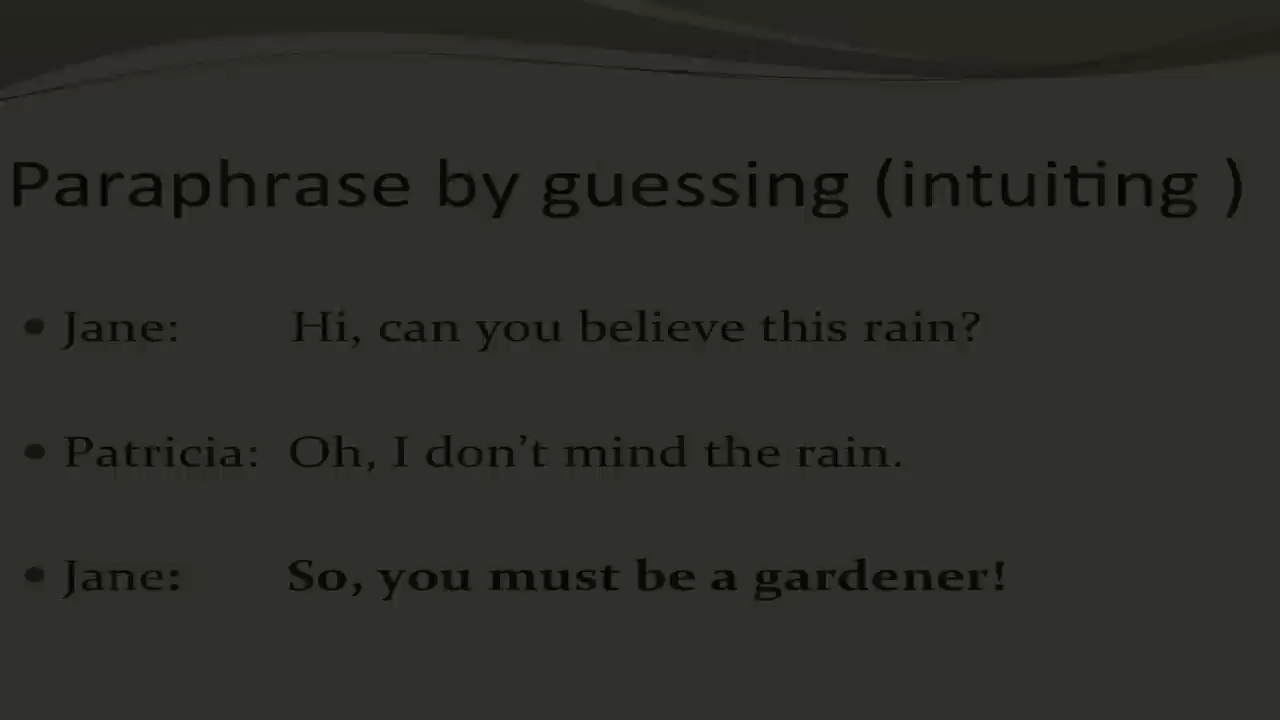 Paraphrase by guessing (intuiting )
• Jane: Hi, can you believe this rain?
• Patricia: Oh, I don’t mind the rain.
• Jane: So, you must be a gardener!